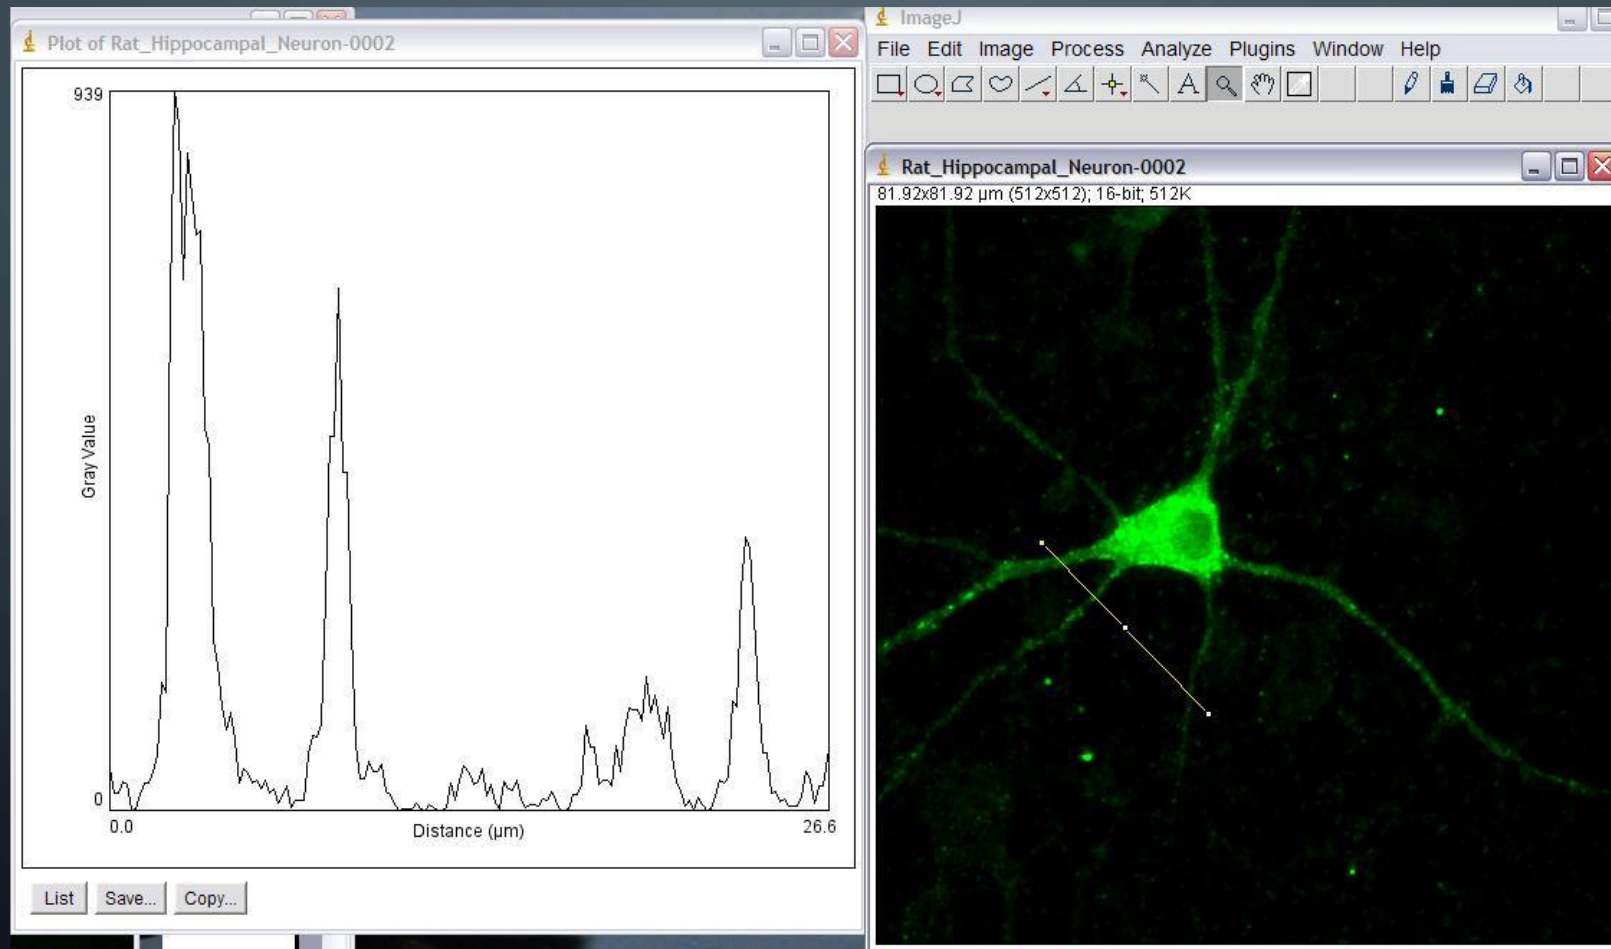 Plot of Rat_Hippocampal_Neuron-0002
939
Gray Value
0
0.0
Distance (µm)
26.6
List Save... Copy...
ImageJ
File Edit Image Process Analyze Plugins Window Help
A
Rat_Hippocampal_Neuron-0002
81.92x81.92 µm (512x512); 16-bit; 512K